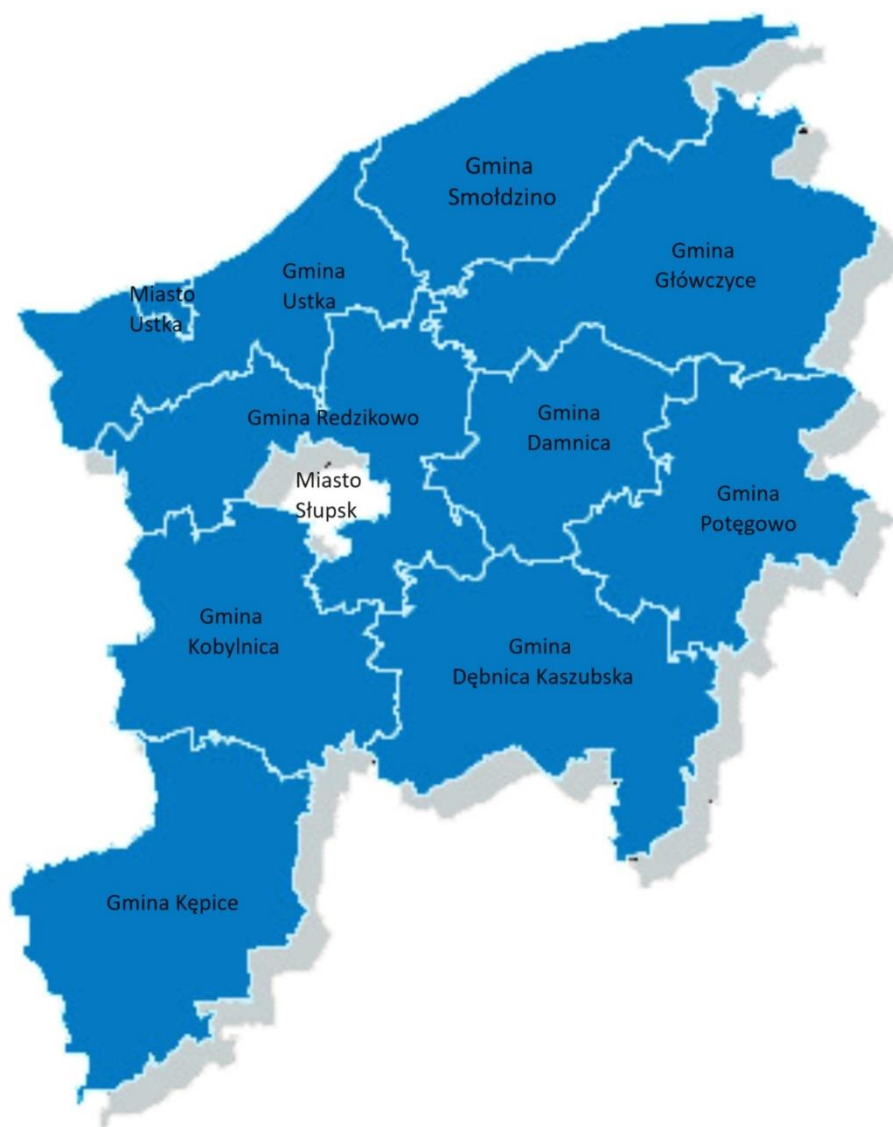 Gmina
Smołdzino
Gmina
Główczyce
Gmina
Ustka
Miasto
Ustka
Gmina Redzikowo
Gmina
Damnica
Miasto
Słupsk
Gmina
Potęgowo
Gmina
Kobylnica
Gmina
Dębnica Kaszubska
Gmina Kępice